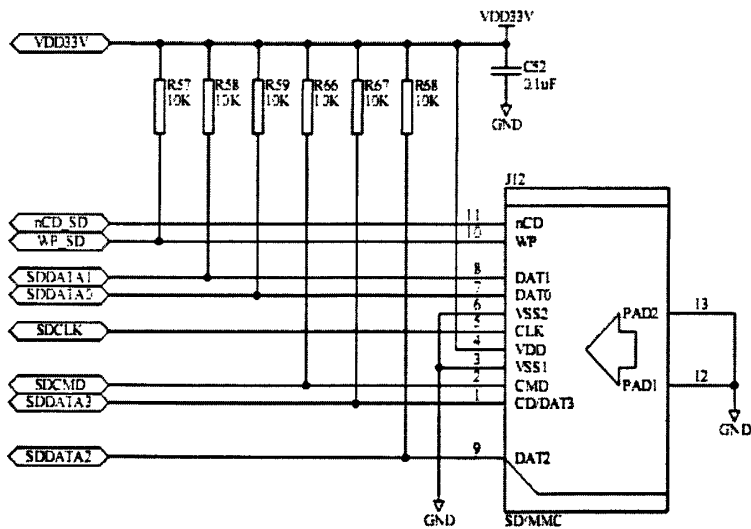 VDD33V
VDD33V
R57 R58 R59 R66 R67 R68
10K 10K 10K 10K 10K 10K
C52
0.1uF
GND
J12
nCD_SD 11 nCD
WP_SD 10 WP
SDDATA1 8 DAT1
SDDATA0 7 DAT0
6 VSS2 PAD2 13
SDCLK 5 CLK
4 VDD
3 VSS1
SDCMD 2 CMD PAD1 12
SDDATA3 1 CD/DAT3
GND
SDDATA2 9 DAT2
GND SD/MMC